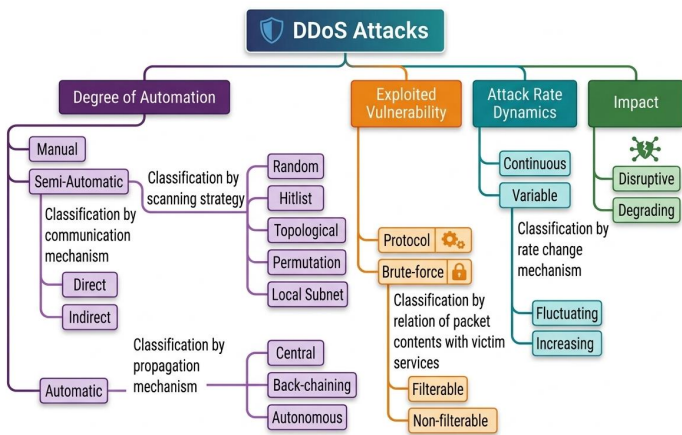 DDoS Attacks
Degree of Automation
Manual
Semi-Automatic
Classification by
scanning strategy
Random
Hitlist
Topological
Permutation
Local Subnet
Classification by
communication
mechanism
Direct
Indirect
Automatic
Classification by
propagation
mechanism
Central
Back-chaining
Autonomous
Exploited
Vulnerability
Protocol
Brute-force
Classification by
relation of packet
contents with victim
services
Filterable
Non-filterable
Attack Rate
Dynamics
Continuous
Variable
Classification by
rate change
mechanism
Fluctuating
Increasing
Impact
Disruptive
Degrading